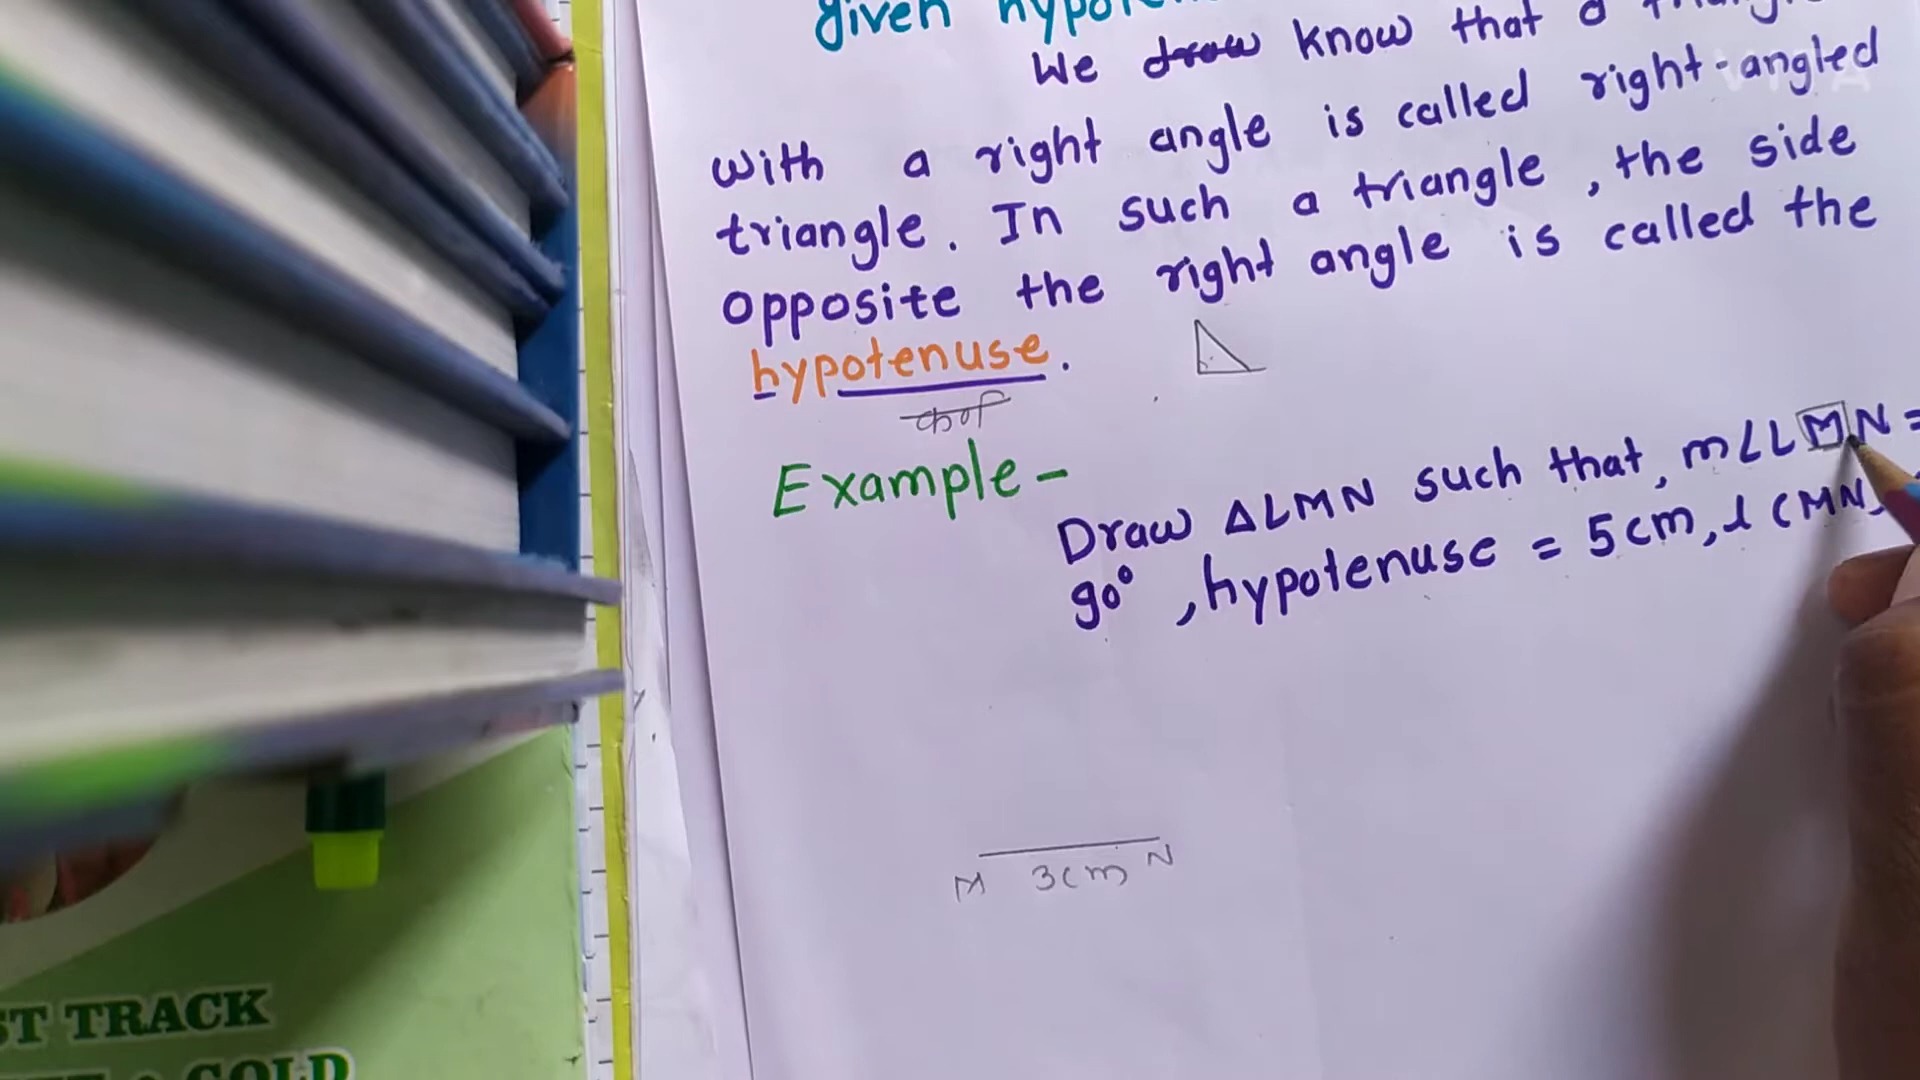 given
We draw know that a
with a right angle is called right-angled
triangle. In such a triangle, the side
opposite the right angle is called the
hypotenuse.
कर्ण
Example -
Draw ΔLMN such that, m∠LMN =
90°, hypotenuse = 5cm, l(MN)
M 3cm N
ST TRACK
GOLD